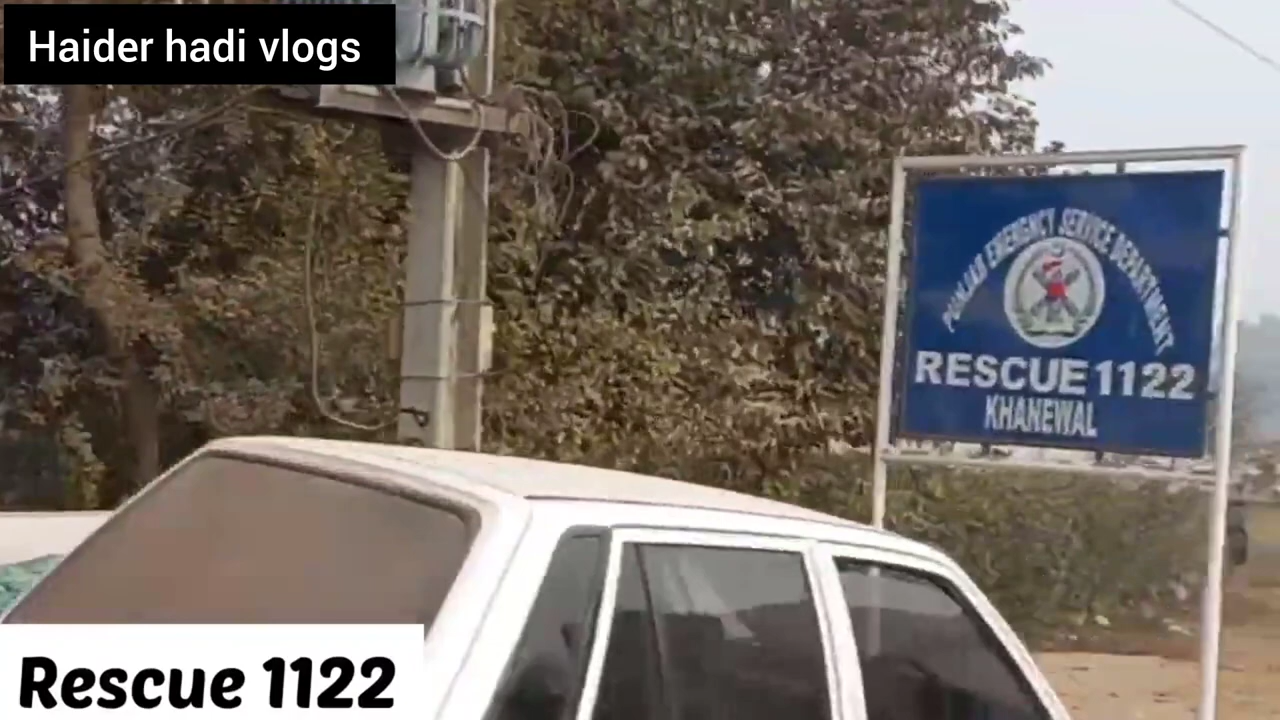 Haider hadi vlogs
PUNJAB EMERGENCY SERVICE DEPARTMENT
RESCUE 1122
KHANEWAL
Rescue 1122